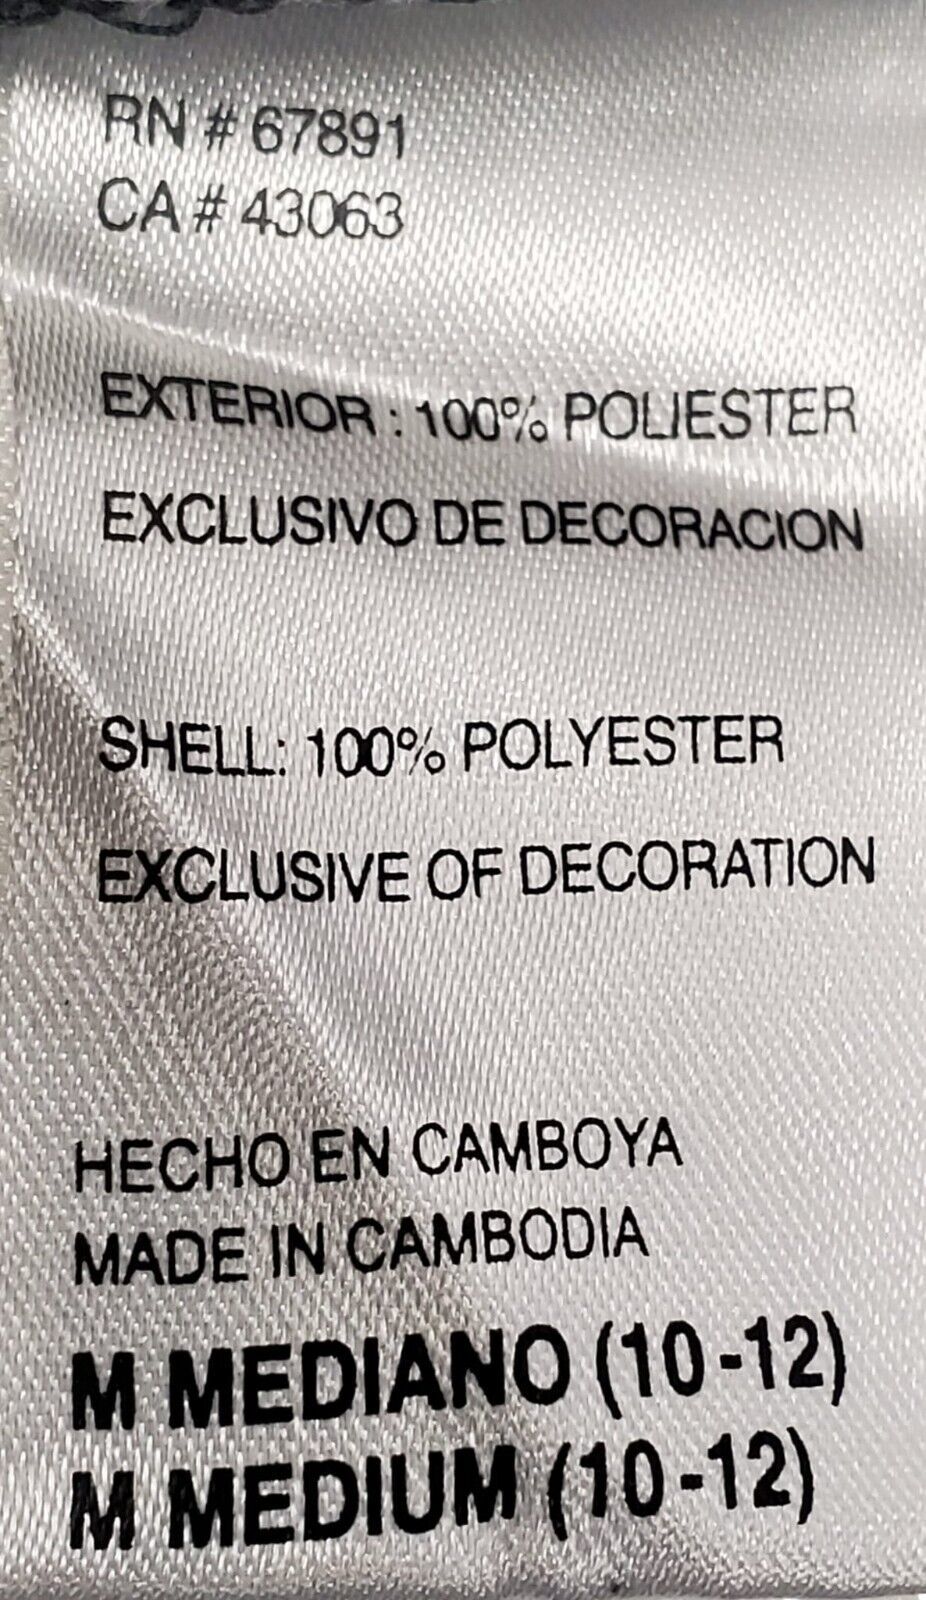 RN # 67891
CA # 43063
EXTERIOR : 100% POLIESTER
EXCLUSIVO DE DECORACION
SHELL: 100% POLYESTER
EXCLUSIVE OF DECORATION
HECHO EN CAMBOYA
MADE IN CAMBODIA
M MEDIANO (10-12)
M MEDIUM (10-12)